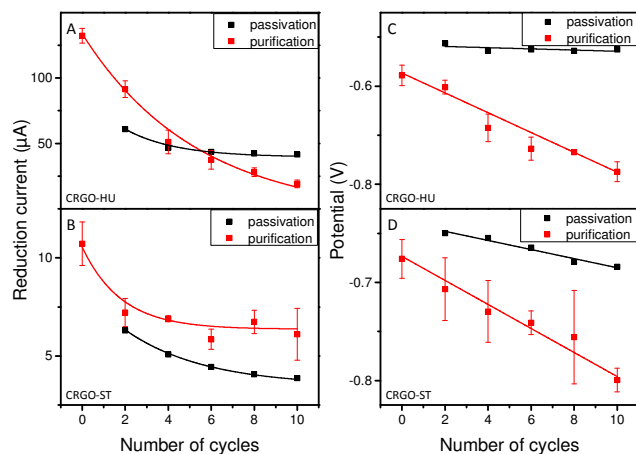 A
passivation
purification
100
50
CRGO-HU
B
passivation
purification
10
5
CRGO-ST
0 2 4 6 8 10
Number of cycles
Reduction current (µA)
C
passivation
purification
-0.6
-0.8
CRGO-HU
D
passivation
purification
-0.7
-0.8
CRGO-ST
0 2 4 6 8 10
Number of cycles
Potential (V)